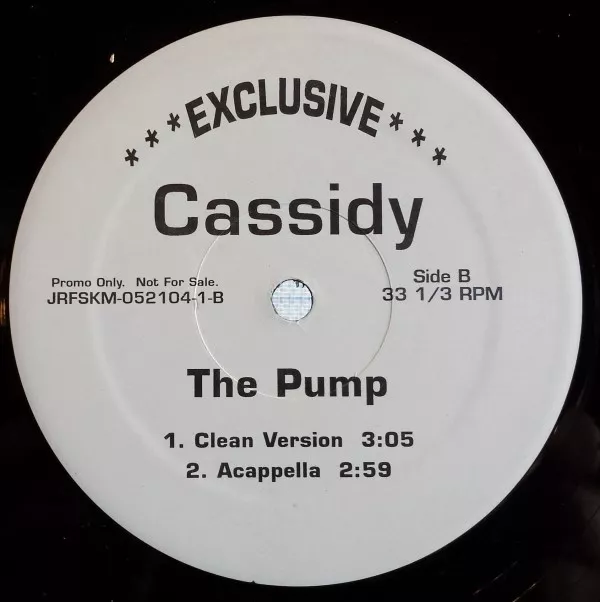 ***EXCLUSIVE***
Cassidy
Promo Only. Not For Sale.
JRFSKM-052104-1-B
Side B
33 1/3 RPM
The Pump
1. Clean Version 3:05
2. Acappella 2:59